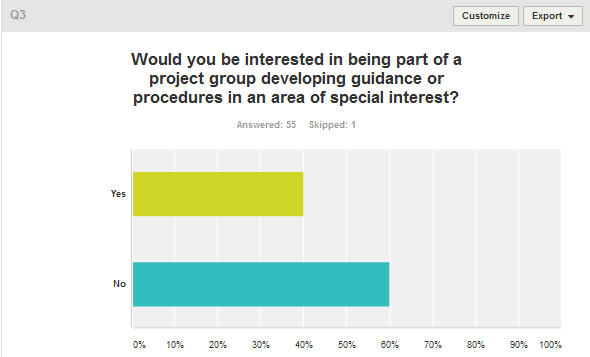 Q3
Customize
Export
Would you be interested in being part of a
project group developing guidance or
procedures in an area of special interest?
Answered: 55 Skipped: 1
Yes
No
0% 10% 20% 30% 40% 50% 60% 70% 80% 90% 100%